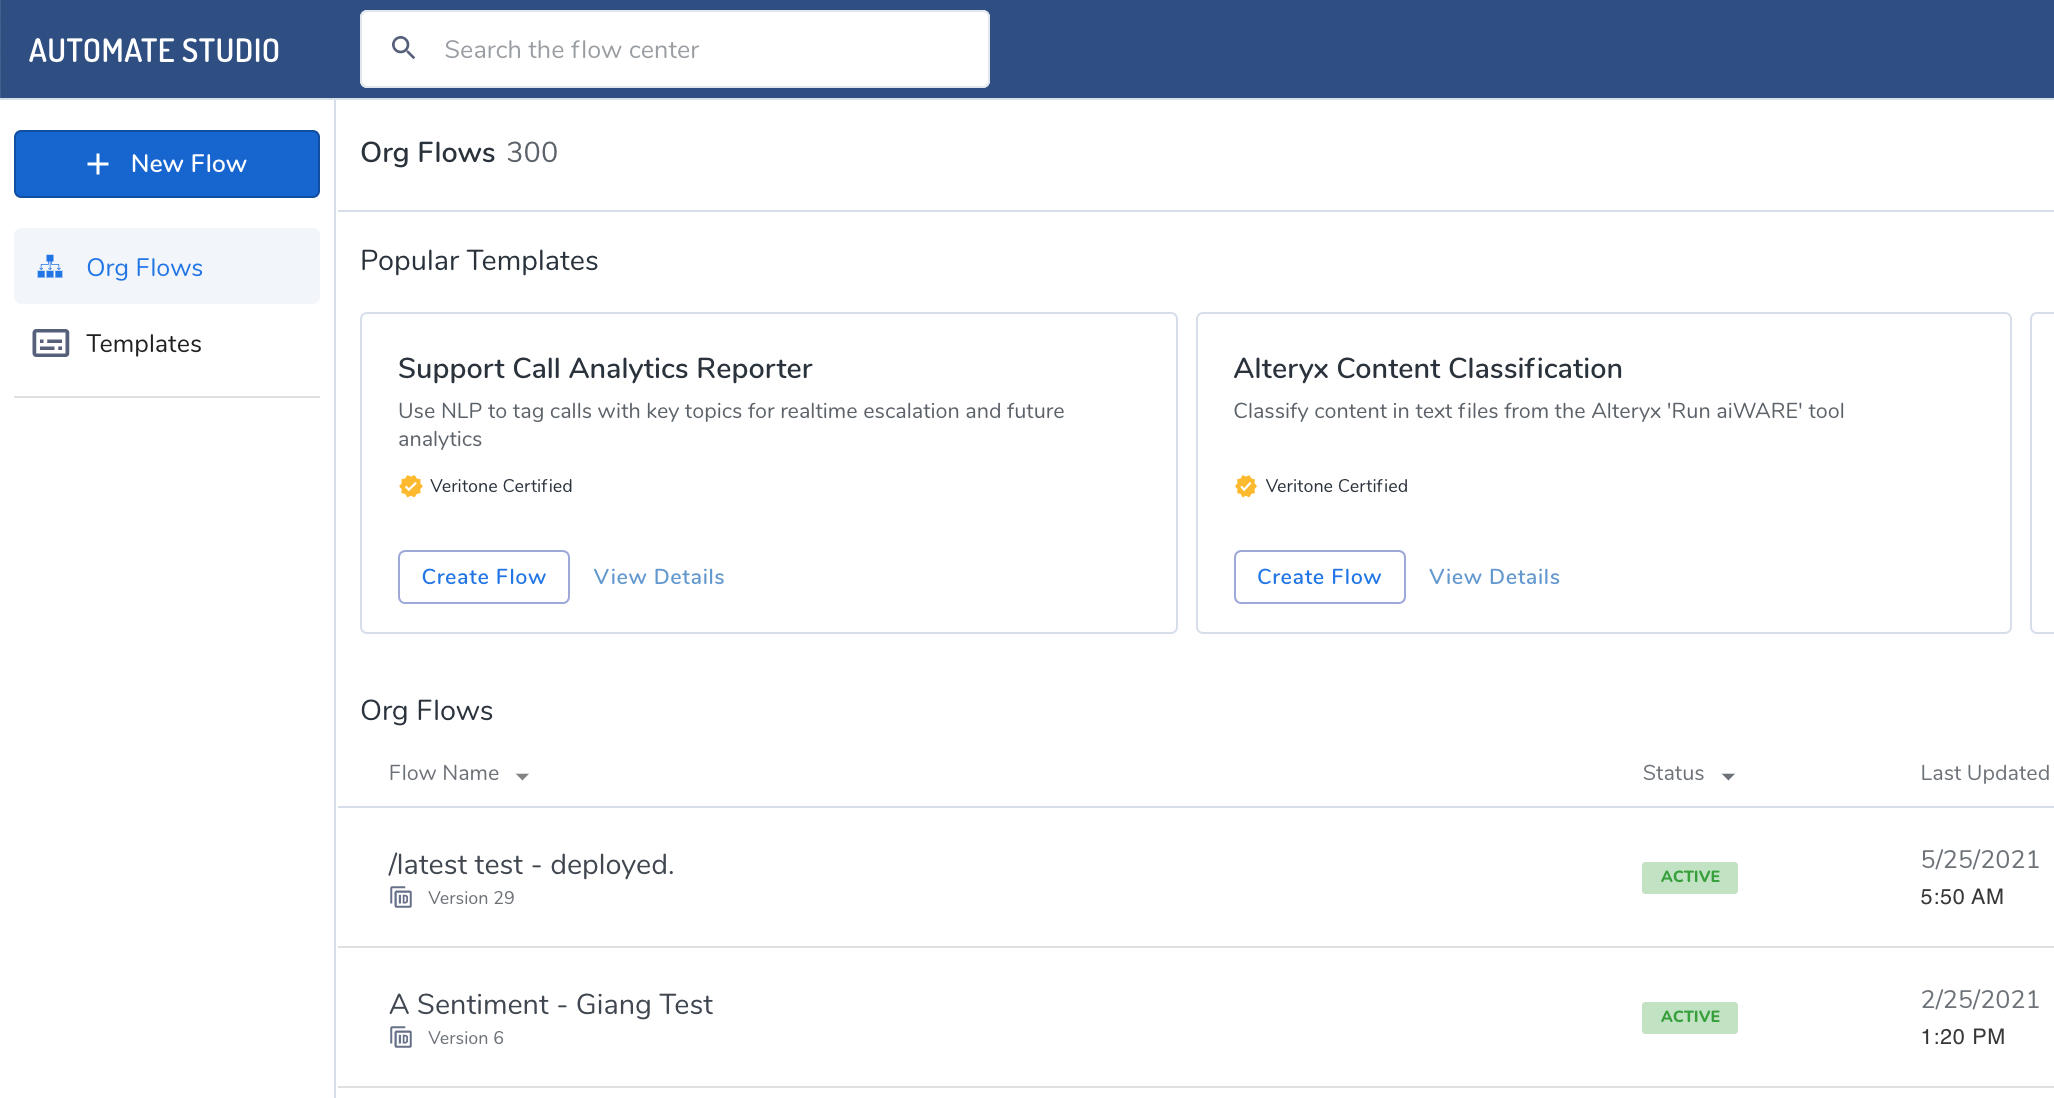 AUTOMATE STUDIO
Search the flow center
New Flow
Org Flows
Templates
Org Flows 300
Popular Templates
Support Call Analytics Reporter
Use NLP to tag calls with key topics for realtime escalation and future
analytics
Veritone Certified
Create Flow View Details
Alteryx Content Classification
Classify content in text files from the Alteryx 'Run aiWARE' tool
Veritone Certified
Create Flow View Details
Org Flows
Flow Name Status Last Updated
/latest test - deployed.
ID Version 29
ACTIVE
5/25/2021
5:50 AM
A Sentiment - Giang Test
ID Version 6
ACTIVE
2/25/2021
1:20 PM